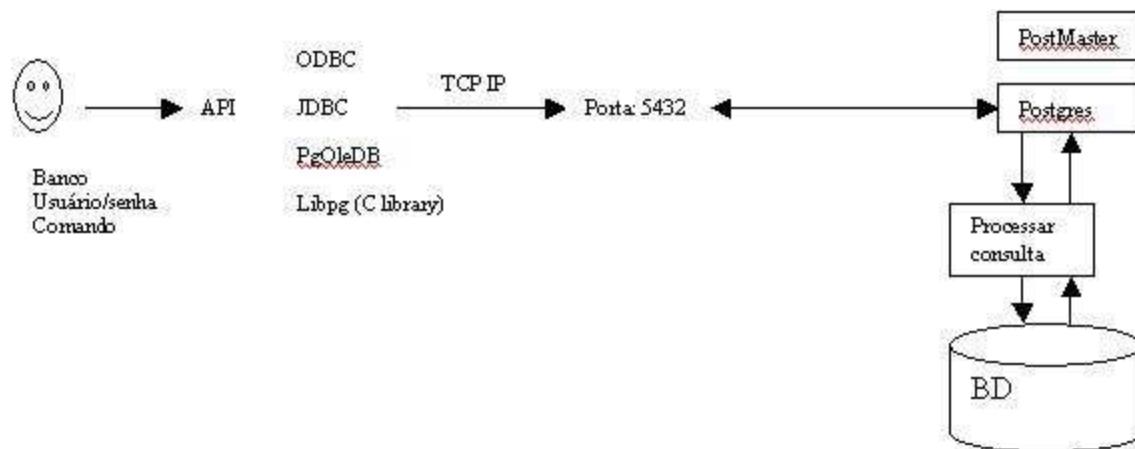 Banco
Usuário/senha
Comando
API
ODBC
JDBC
PgOleDB
Libpg (C library)
TCP IP
Porta: 5432
PostMaster
Postgres
Processar
consulta
BD